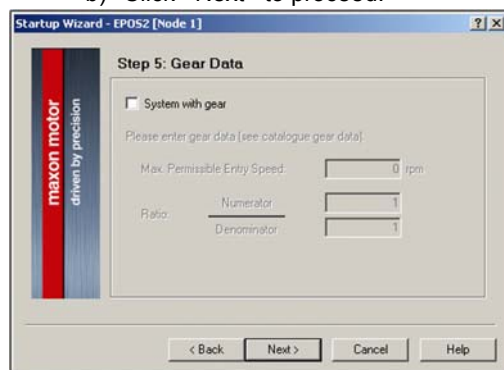 b) Click "Next" to proceed.
Startup Wizard - EPOS2 [Node 1]
maxon motor
driven by precision
Step 5: Gear Data
System with gear
Please enter gear data (see catalogue gear data)
Max. Permissible Entry Speed:
0 rpm
Ratio:
Numerator
1
Denominator
1
< Back
Next >
Cancel
Help